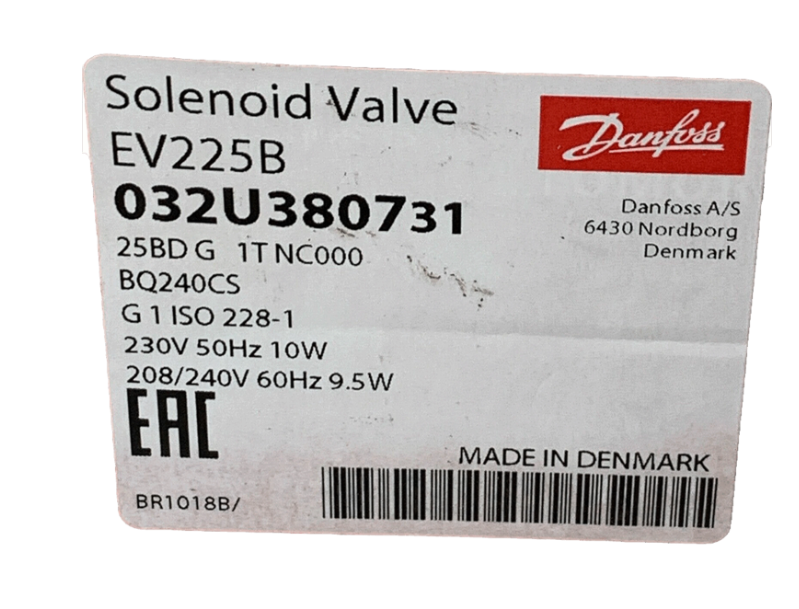 Solenoid Valve
EV225B
032U380731
25BD G 1T NC000
BQ240CS
G 1 ISO 228-1
230V 50Hz 10W
208/240V 60Hz 9.5W
EAC
BR1018B/
Danfoss
Danfoss A/S
6430 Nordborg
Denmark
MADE IN DENMARK